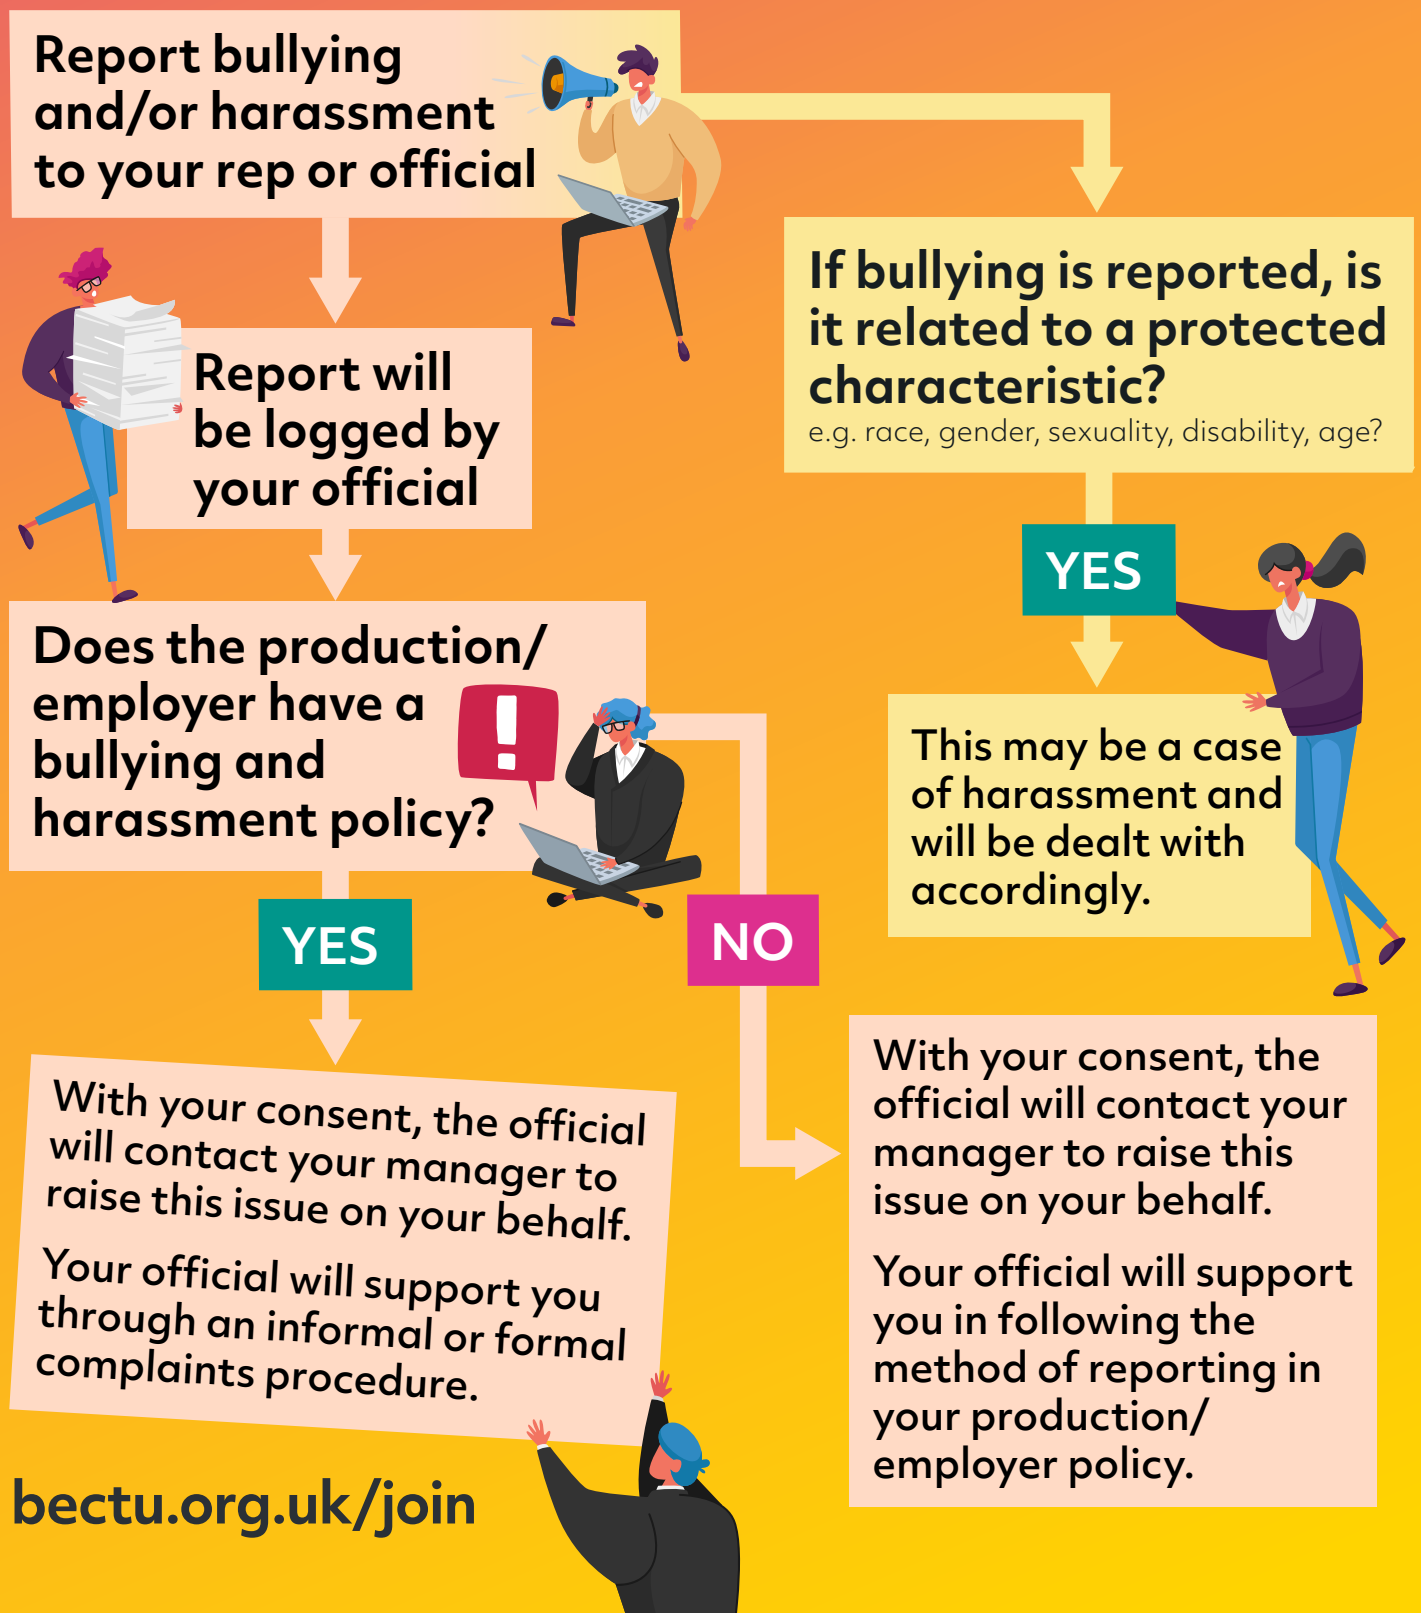 Report bullying
and/or harassment
to your rep or official
If bullying is reported, is
it related to a protected
characteristic?
e.g. race, gender, sexuality, disability, age?
YES
This may be a case
of harassment and
will be dealt with
accordingly.
Report will
be logged by
your official
Does the production/
employer have a
bullying and
harassment policy?
!
YES
NO
With your consent, the official
will contact your manager to
raise this issue on your behalf.
Your official will support you
through an informal or formal
complaints procedure.
With your consent, the
official will contact your
manager to raise this
issue on your behalf.
Your official will support
you in following the
method of reporting in
your production/
employer policy.
bectu.org.uk/join